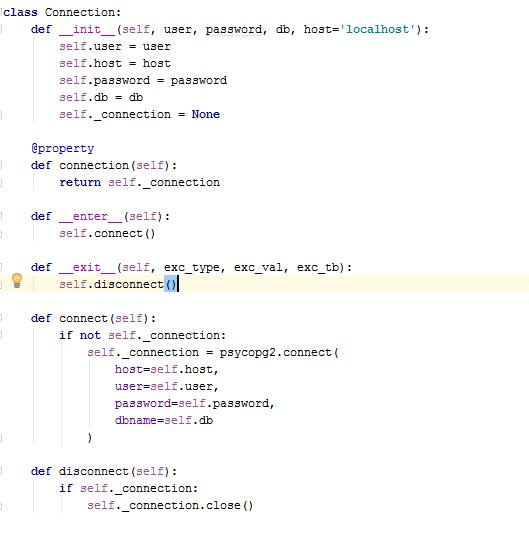 class Connection:
    def __init__(self, user, password, db, host='localhost'):
        self.user = user
        self.host = host
        self.password = password
        self.db = db
        self._connection = None

    @property
    def connection(self):
        return self._connection

    def __enter__(self):
        self.connect()

    def __exit__(self, exc_type, exc_val, exc_tb):
        self.disconnect()

    def connect(self):
        if not self._connection:
            self._connection = psycopg2.connect(
                host=self.host,
                user=self.user,
                password=self.password,
                dbname=self.db
            )

    def disconnect(self):
        if self._connection:
            self._connection.close()